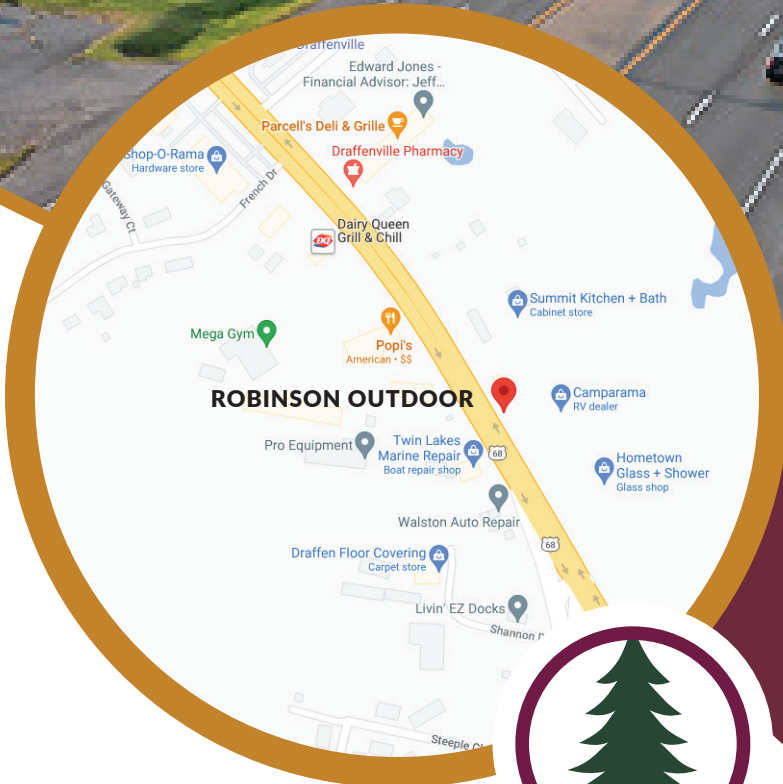 Draffenville
Edward Jones -
Financial Advisor: Jeff...
Parcell's Deli & Grille
Draffenville Pharmacy
Shop-O-Rama
Hardware store
Gateway Ct
French Dr
Dairy Queen
Grill & Chill
DQ
Summit Kitchen + Bath
Cabinet store
Mega Gym
Popi's
American • $$
ROBINSON OUTDOOR
Camparama
RV dealer
Pro Equipment
Twin Lakes
Marine Repair
Boat repair shop
68
Hometown
Glass + Shower
Glass shop
Walston Auto Repair
68
Draffen Floor Covering
Carpet store
Livin' EZ Docks
Shannon D
Steeple C